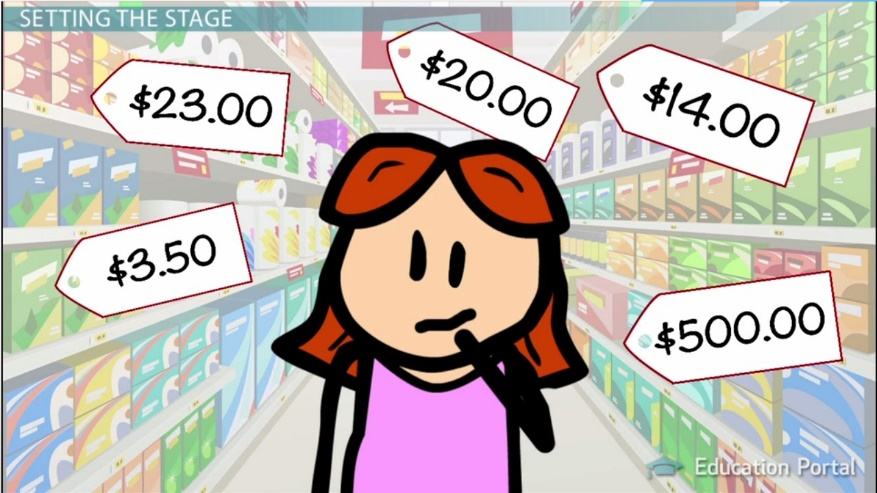 SETTING THE STAGE
$23.00
$20.00
$14.00
$3.50
$500.00
Education Portal